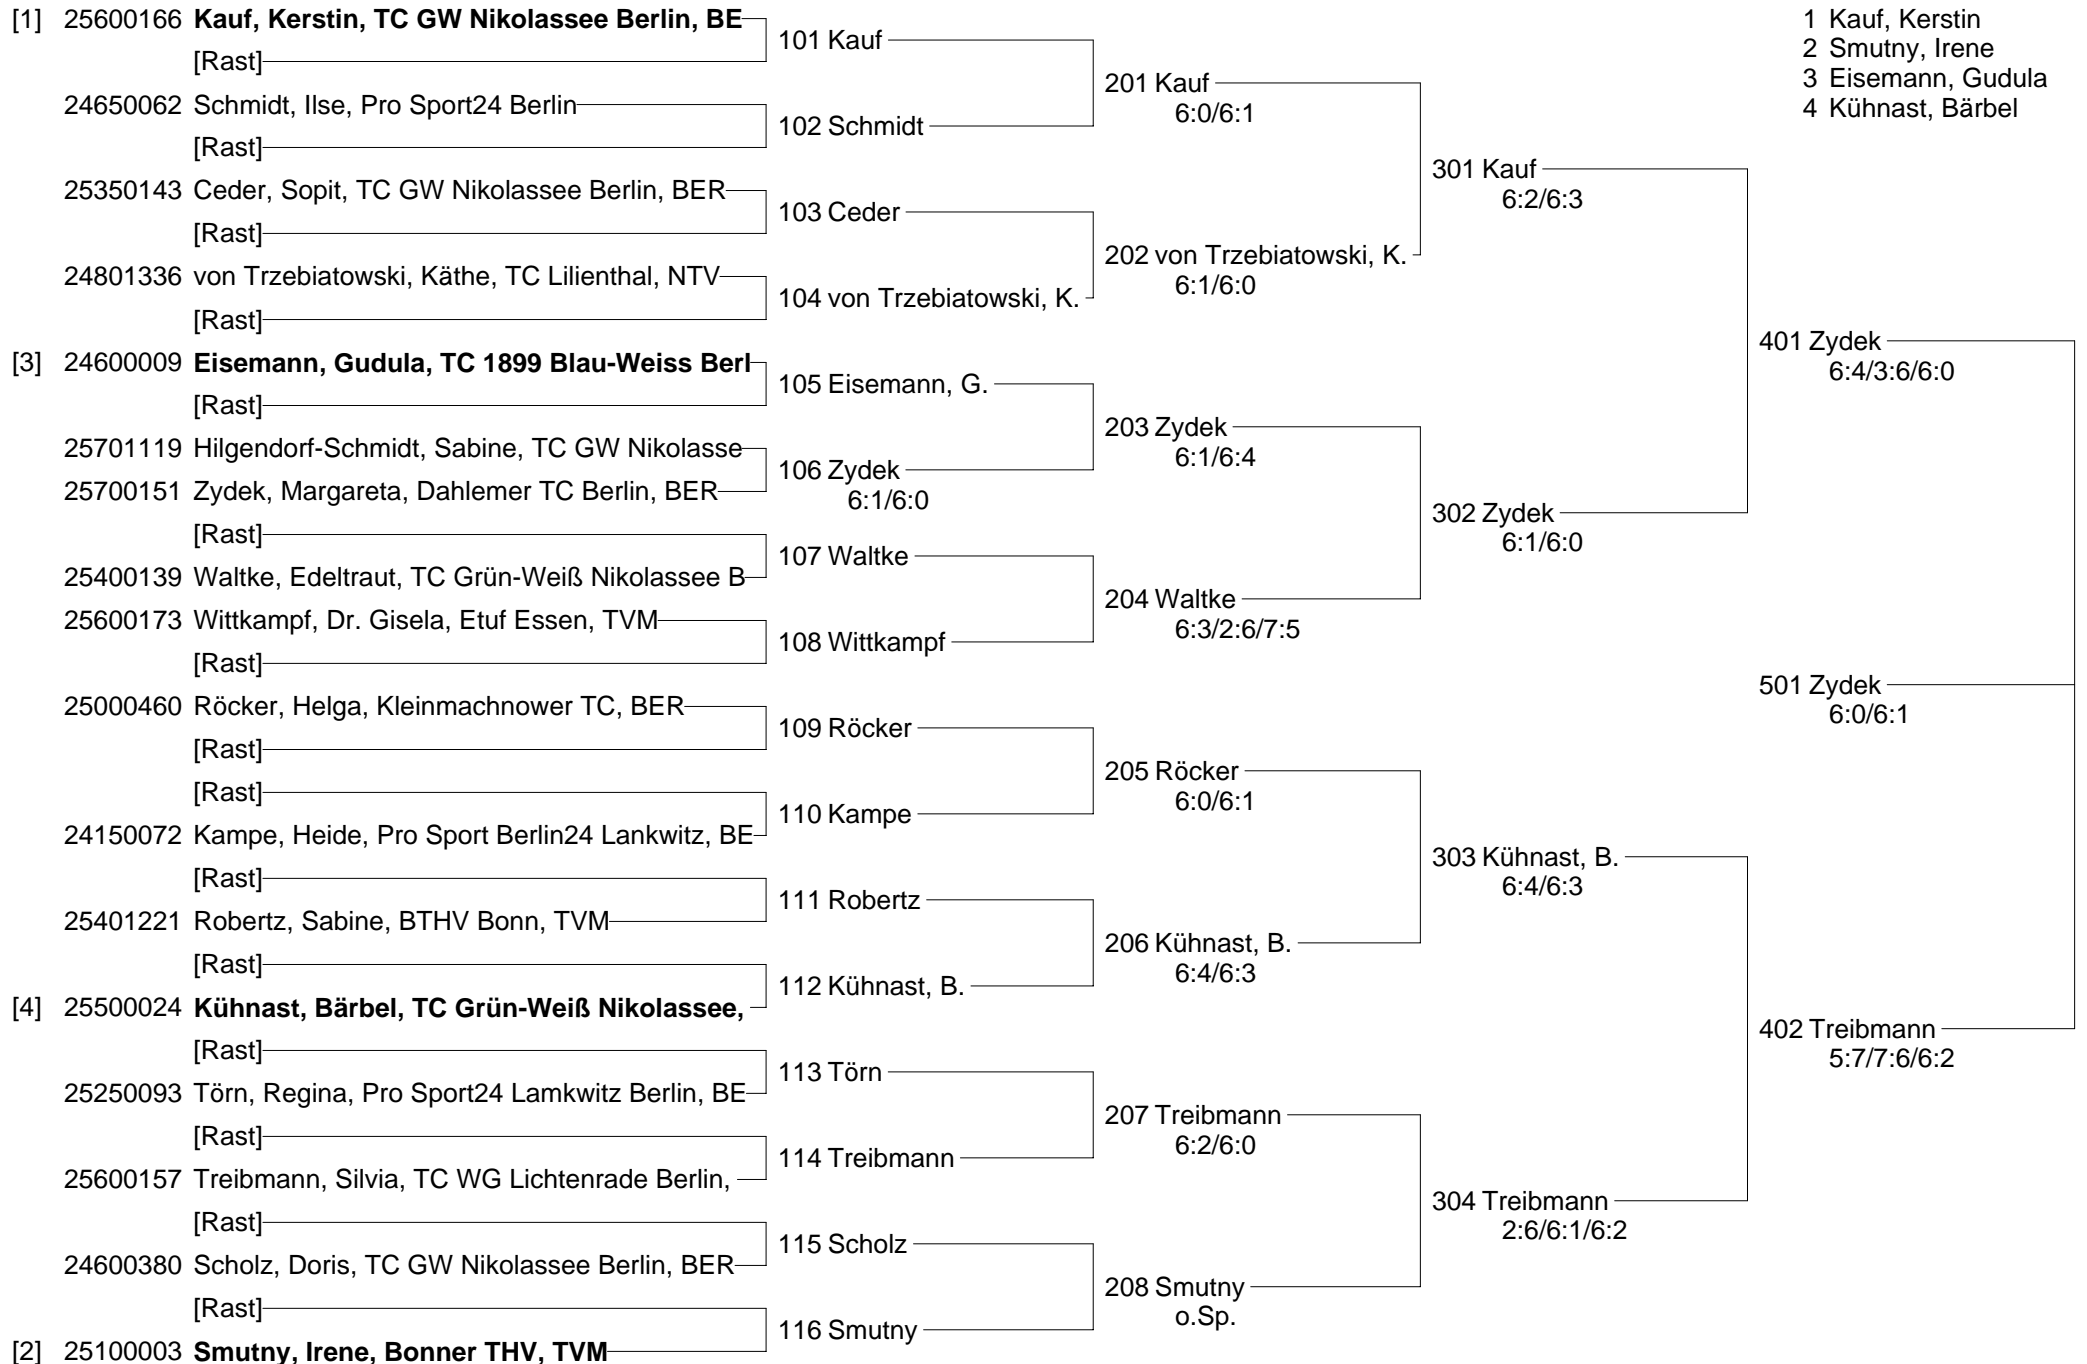 [1] 25600166 Kauf, Kerstin, TC GW Nikolassee Berlin, BE
[Rast]
24650062 Schmidt, Ilse, Pro Sport24 Berlin
[Rast]
25350143 Ceder, Sopit, TC GW Nikolassee Berlin, BER
[Rast]
24801336 von Trzebiatowski, Käthe, TC Lilienthal, NTV
[Rast]
[3] 24600009 Eisemann, Gudula, TC 1899 Blau-Weiss Berl
[Rast]
25701119 Hilgendorf-Schmidt, Sabine, TC GW Nikolasse
25700151 Zydek, Margareta, Dahlemer TC Berlin, BER
[Rast]
25400139 Waltke, Edeltraut, TC Grün-Weiß Nikolassee B
25600173 Wittkampf, Dr. Gisela, Etuf Essen, TVM
[Rast]
25000460 Röcker, Helga, Kleinmachnower TC, BER
[Rast]
[Rast]
24150072 Kampe, Heide, Pro Sport Berlin24 Lankwitz, BE
[Rast]
25401221 Robertz, Sabine, BTHV Bonn, TVM
[Rast]
[4] 25500024 Kühnast, Bärbel, TC Grün-Weiß Nikolassee,
[Rast]
25250093 Törn, Regina, Pro Sport24 Lamkwitz Berlin, BE
[Rast]
25600157 Treibmann, Silvia, TC WG Lichtenrade Berlin,
[Rast]
24600380 Scholz, Doris, TC GW Nikolassee Berlin, BER
[Rast]
[2] 25100003 Smutny, Irene, Bonner THV, TVM
101 Kauf
102 Schmidt
103 Ceder
104 von Trzebiatowski, K.
105 Eisemann, G.
106 Zydek
6:1/6:0
107 Waltke
108 Wittkampf
109 Röcker
110 Kampe
111 Robertz
112 Kühnast, B.
113 Törn
114 Treibmann
115 Scholz
116 Smutny
201 Kauf
6:0/6:1
202 von Trzebiatowski, K.
6:1/6:0
203 Zydek
6:1/6:4
204 Waltke
6:3/2:6/7:5
205 Röcker
6:0/6:1
206 Kühnast, B.
6:4/6:3
207 Treibmann
6:2/6:0
208 Smutny
o.Sp.
301 Kauf
6:2/6:3
302 Zydek
6:1/6:0
303 Kühnast, B.
6:4/6:3
304 Treibmann
2:6/6:1/6:2
401 Zydek
6:4/3:6/6:0
501 Zydek
6:0/6:1
402 Treibmann
5:7/7:6/6:2
1 Kauf, Kerstin
2 Smutny, Irene
3 Eisemann, Gudula
4 Kühnast, Bärbel